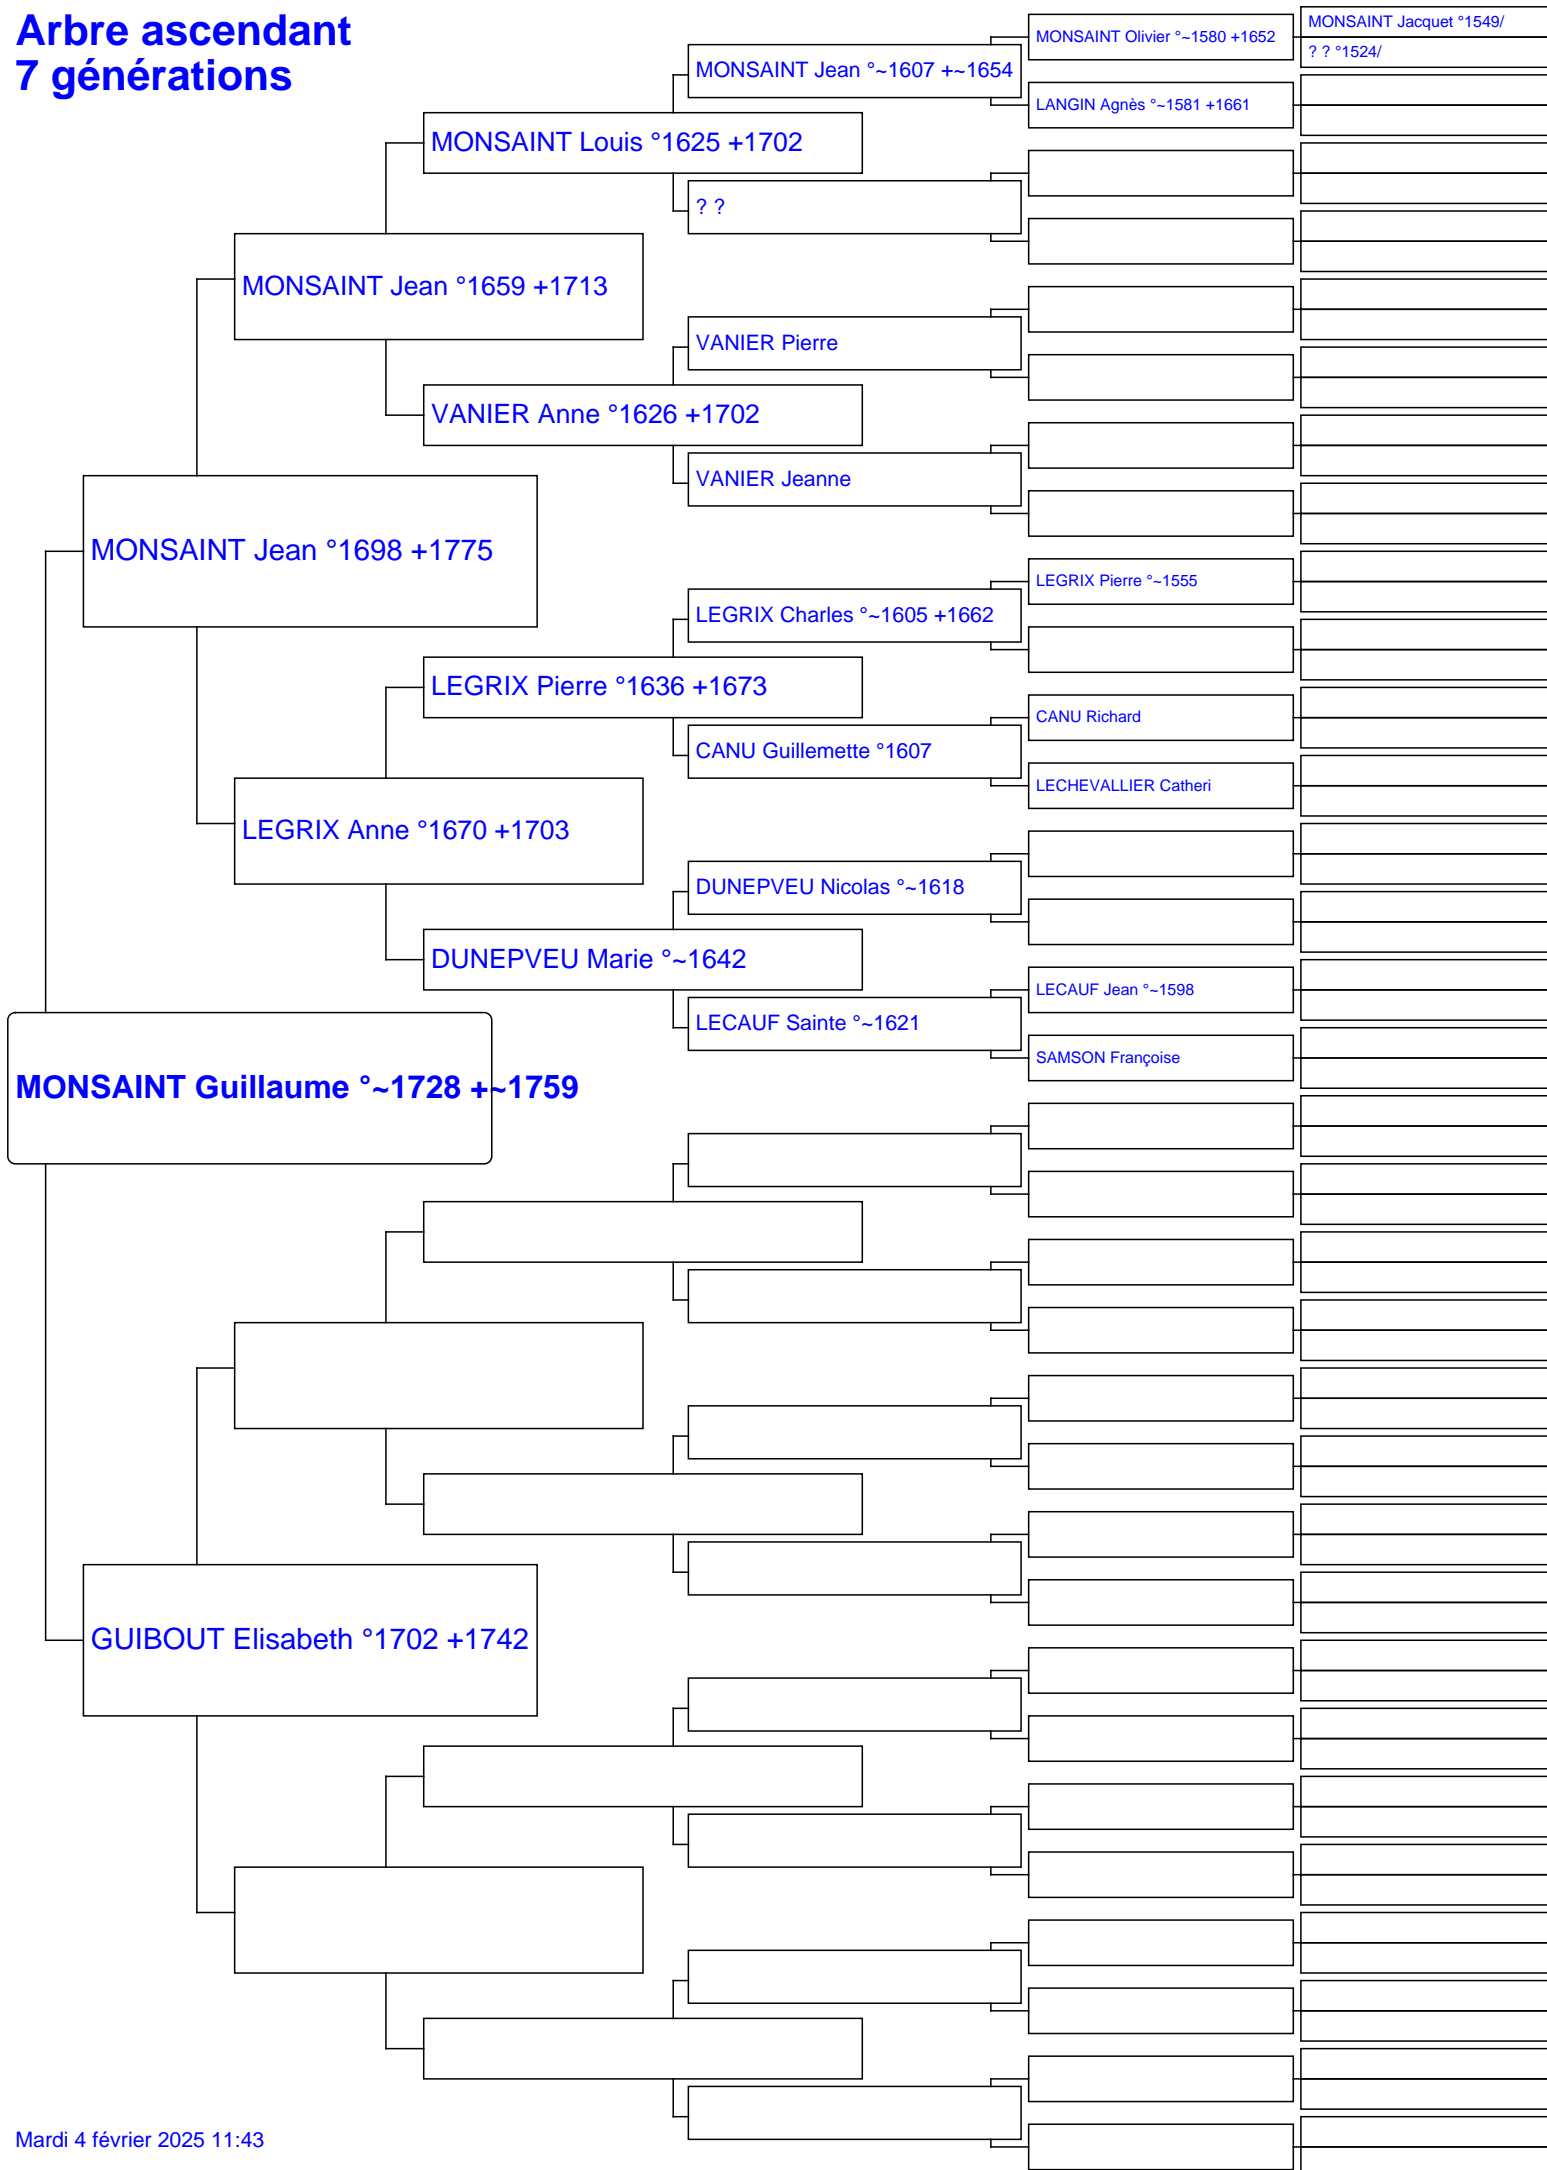 Arbre ascendant
7 générations
MONSAINT Guillaume °~1728 +~1759
MONSAINT Jean °1698 +1775
GUIBOUT Elisabeth °1702 +1742
MONSAINT Jean °1659 +1713
LEGRIX Anne °1670 +1703
MONSAINT Louis °1625 +1702
VANIER Anne °1626 +1702
LEGRIX Pierre °1636 +1673
DUNEPVEU Marie °~1642
MONSAINT Jean °~1607 +~1654
? ?
VANIER Pierre
VANIER Jeanne
LEGRIX Charles °~1605 +1662
CANU Guillemette °1607
DUNEPVEU Nicolas °~1618
LECAUF Sainte °~1621
MONSAINT Olivier °~1580 +1652
LANGIN Agnès °~1581 +1661
LEGRIX Pierre °~1555
CANU Richard
LECHEVALLIER Catheri
LECAUF Jean °~1598
SAMSON Françoise
MONSAINT Jacquet °1549/
? ? °1524/
Mardi 4 février 2025 11:43